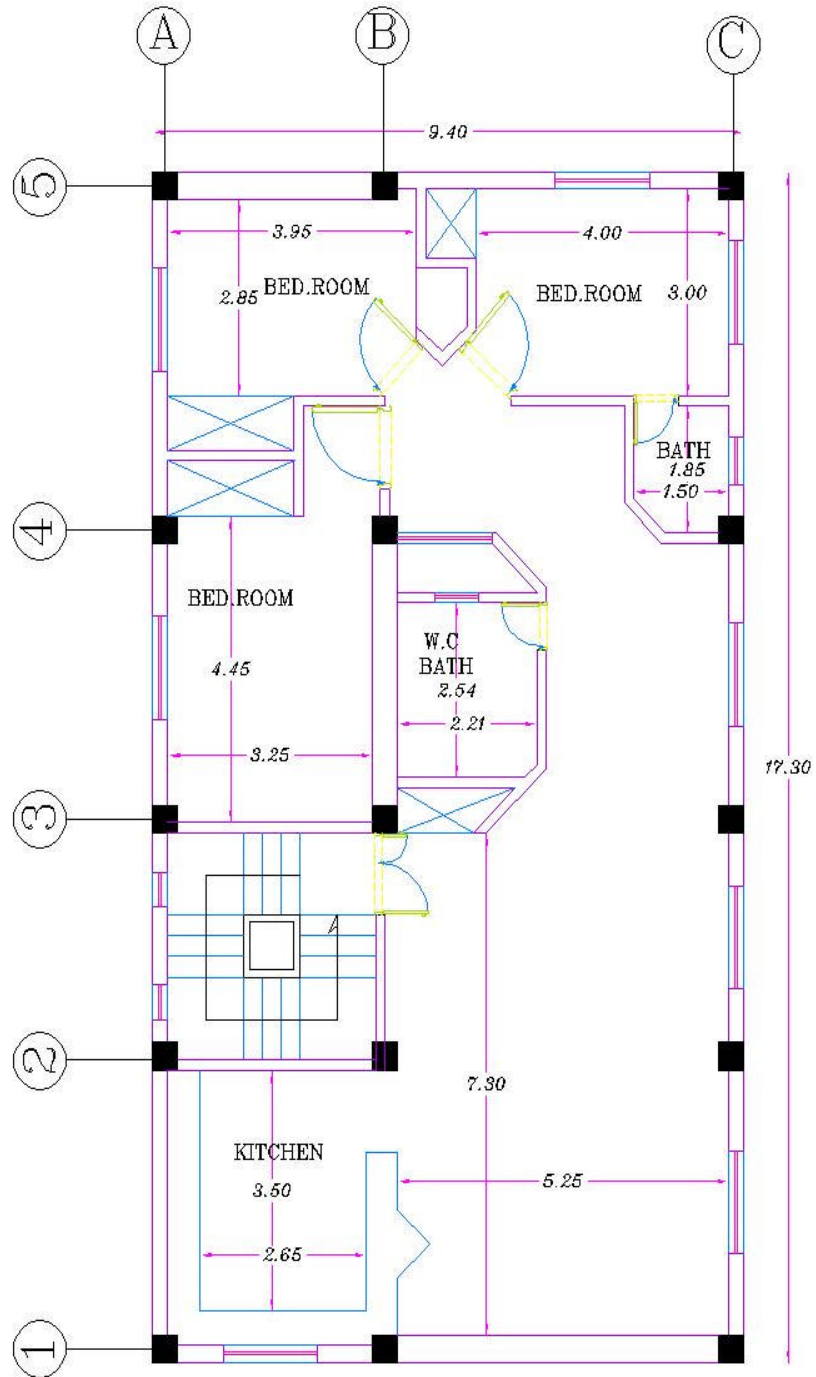 A
B
C
9.40
5
3.95
4.00
2.85
BED.ROOM
BED.ROOM
3.00
BATH
1.85
1.50
4
BED.ROOM
W.C
BATH
4.45
2.54
2.21
3.25
17.30
3
2
7.30
KITCHEN
3.50
5.25
2.65
1